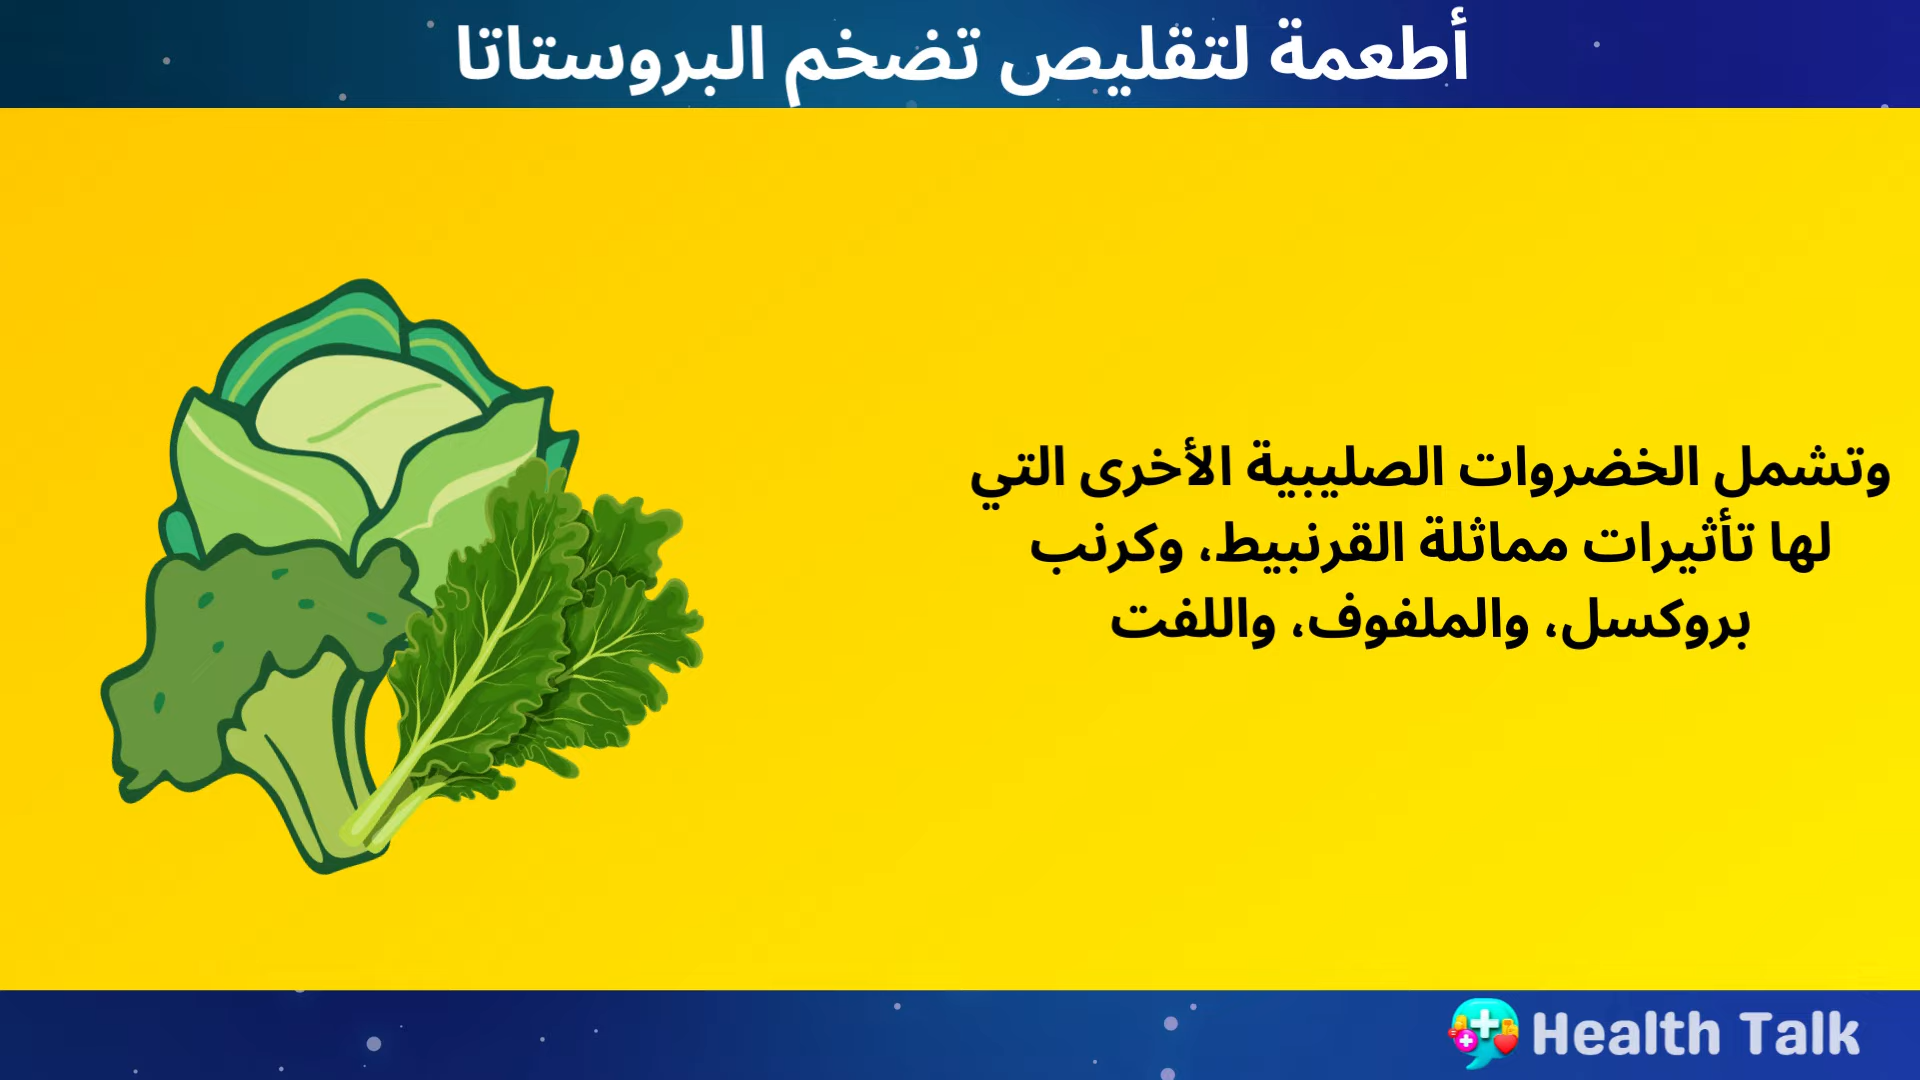 أطعمة لتقليص تضخم البروستاتا
وتشمل الخضروات الصليبية الأخرى التي
لها تأثيرات مماثلة القرنبيط، وكرنب
بروكسل، والملفوف، واللفت
Health Talk